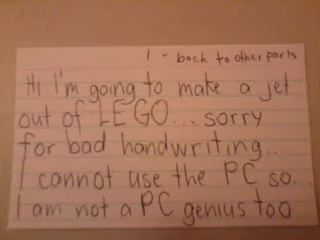 1 - back to other parts
Hi I'm going to make a jet
out of LEGO... sorry
for bad handwriting..
I cannot use the PC so.
I am not a PC genius too